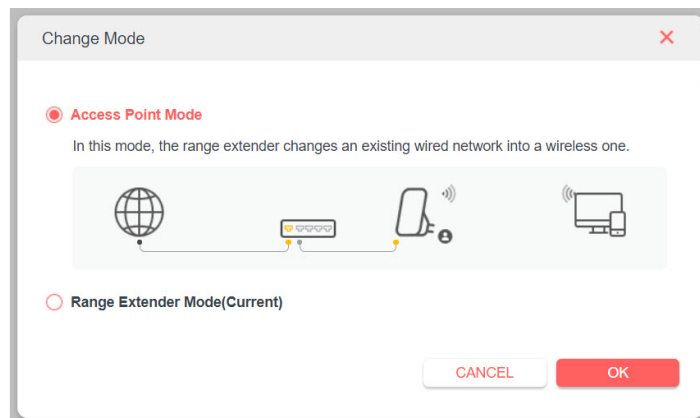 Change Mode
Access Point Mode
In this mode, the range extender changes an existing wired network into a wireless one.
Range Extender Mode(Current)
CANCEL
OK